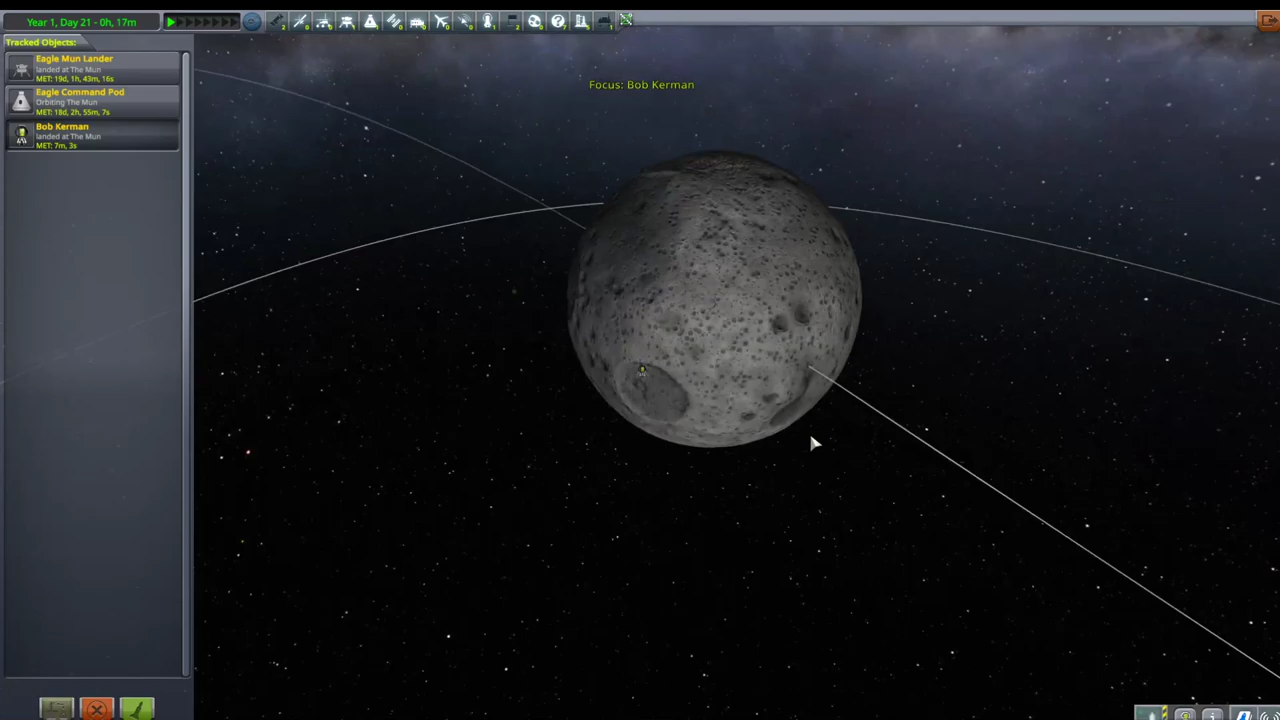 Year 1, Day 21 - 0h, 17m
Tracked Objects:
Eagle Mun Lander
landed at The Mun
MET: 19d, 1h, 43m, 16s
Eagle Command Pod
Orbiting The Mun
MET: 18d, 2h, 55m, 7s
Bob Kerman
landed at The Mun
MET: 7m, 3s
Focus: Bob Kerman